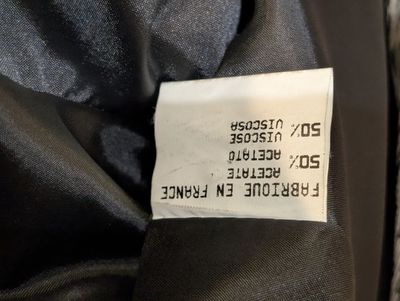 FABRIQUE EN FRANCE
ACETATE
50% ACETATO
VISCOSE
50% VISCOSA